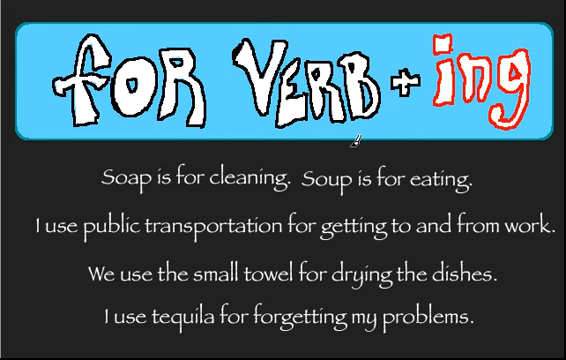 for VERB + ing
Soap is for cleaning. Soup is for eating.
I use public transportation for getting to and from work.
We use the small towel for drying the dishes.
I use tequila for forgetting my problems.